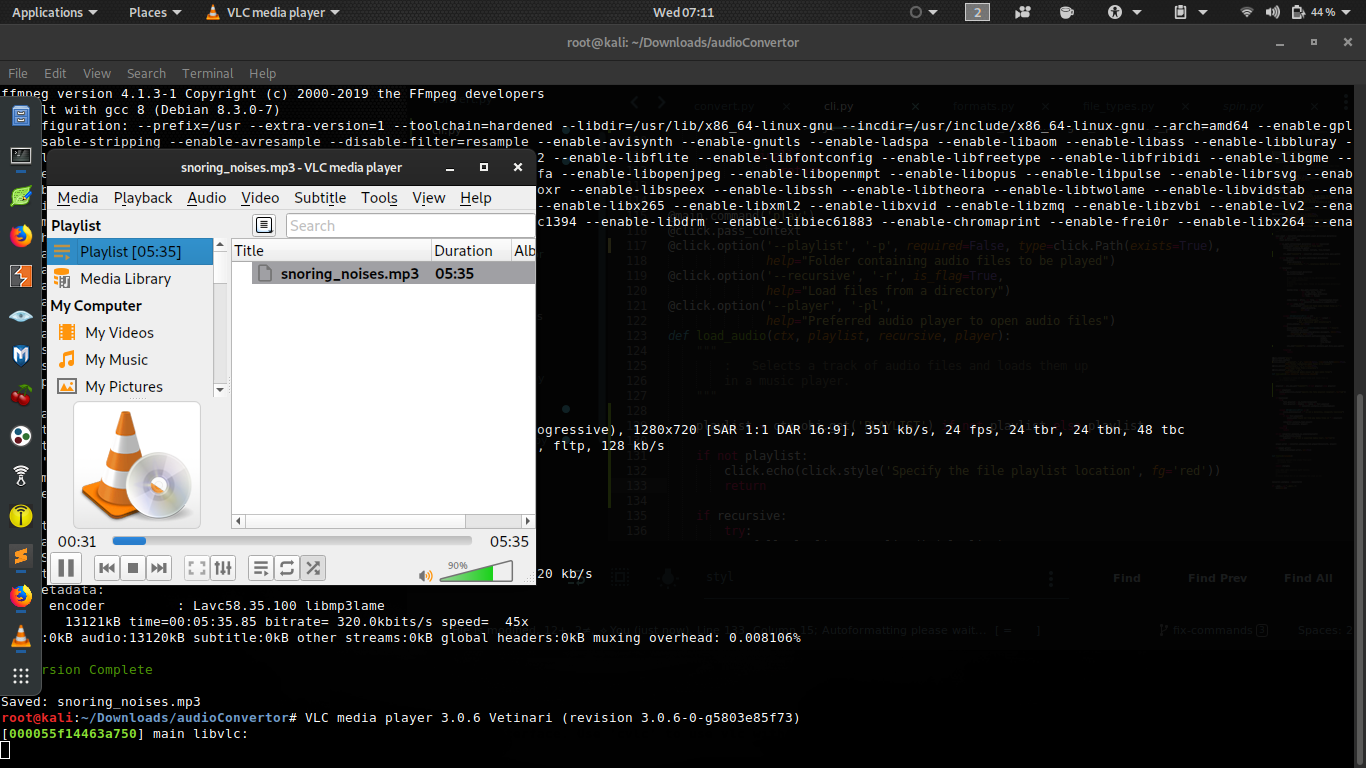 Applications Places VLC media player Wed 07:11 2 44 %
root@kali: ~/Downloads/audioConvertor
File Edit View Search Terminal Help
ffmpeg version 4.1.3-1 Copyright (c) 2000-2019 the FFmpeg developers
convert.py cli.py formats.py file_types.py spin.py
lt with gcc 8 (Debian 8.3.0-7)
figuration: --prefix=/usr --extra-version=1 --toolchain=hardened --libdir=/usr/lib/x86_64-linux-gnu --incdir=/usr/include/x86_64-linux-gnu --arch=amd64 --enable-gpl
sable-stripping --enable-avresample --disable-filter=resample --enable-avisynth --enable-gnutls --enable-ladspa --enable-libaom --enable-libass --enable-libbluray -
2 --enable-libflite --enable-libfontconfig --enable-libfreetype --enable-libfribidi --enable-libgme --
fa --enable-libopenjpeg --enable-libopenmpt --enable-libopus --enable-libpulse --enable-librsvg --enab
oxr --enable-libspeex --enable-libssh --enable-libtheora --enable-libtwolame --enable-libvidstab --ena
--enable-libx265 --enable-libxml2 --enable-libxvid --enable-libzmq --enable-libzvbi --enable-lv2 --ena
c1394 --enable-libdrm --enable-libiec61883 --enable-chromaprint --enable-frei0r --enable-libx264 --ena
snoring_noises.mp3 - VLC media player
Media Playback Audio Video Subtitle Tools View Help
Playlist
Search
Playlist [05:35]
Media Library
My Computer
My Videos
My Music
My Pictures
Title Duration Alb
snoring_noises.mp3 05:35
116 @click.pass_context
117 @click.option('--playlist', '-p', required=False, type=click.Path(exists=True),
118 help="Folder containing audio files to be played")
119 @click.option('--recursive', '-r', is_flag=True,
120 help="Load files from a directory")
121 @click.option('--player', '-pl',
122 help="Preferred audio player to open audio files")
123 def load_audio(ctx, playlist, recursive, player):
124 """
125 : Selects a track of audio files and loads them up
126 in a music player.
127 """
128
ogressive), 1280x720 [SAR 1:1 DAR 16:9], 351 kb/s, 24 fps, 24 tbr, 24 tbn, 48 tbc
, fltp, 128 kb/s
131 if not playlist:
132 click.echo(click.style('Specify the file playlist location', fg='red'))
133 return
134
135 if recursive:
136 try:
00:31 05:35
90%
20 kb/s
styl Find Find Prev Find All
etadata:
encoder : Lavc58.35.100 libmp3lame
13121kB time=00:05:35.85 bitrate= 320.0kbits/s speed= 45x
:0kB audio:13120kB subtitle:0kB other streams:0kB global headers:0kB muxing overhead: 0.008106%
Line 133, Column 15; Autoformating please wait... [ = ] fix-commands 3 Spaces: 2
rsion Complete
Saved: snoring_noises.mp3
root@kali:~/Downloads/audioConvertor# VLC media player 3.0.6 Vetinari (revision 3.0.6-0-g5803e85f73)
[000055f14463a750] main libvlc: